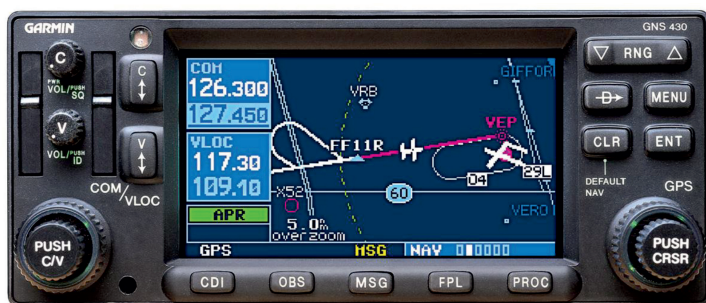 GARMIN
GNS 430
C
PWR
VOL/PUSH
SQ
V
VOL/PUSH
ID
COM/VLOC
PUSH
C/V
C
V
COM
126.300
127.450
VLOC
117.30
109.10
APR
GPS
GIFFOR
VRB
VEP
FF11R
29L
04
60
X52
5.0
overzoom
VERO
MSG
NAV
RNG
D
MENU
CLR
ENT
DEFAULT
NAV
GPS
PUSH
CRSR
CDI
OBS
MSG
FPL
PROC